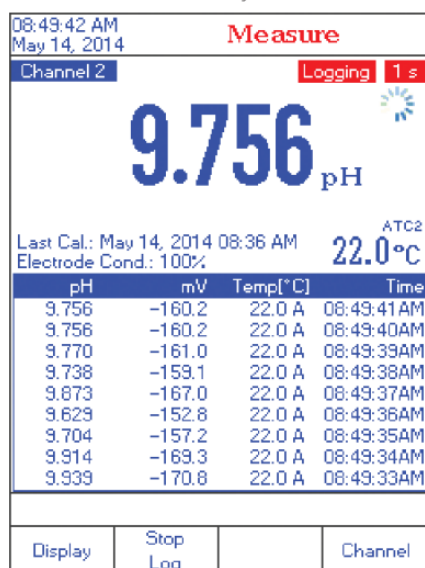 08:49:42 AM
May 14, 2014
Measure
Channel 2
Logging 1 s
9.756 pH
ATC2
22.0°C
Last Cal.: May 14, 2014 08:36 AM
Electrode Cond.: 100%
pH mV Temp[°C] Time
9.756 -160.2 22.0 A 08:49:41AM
9.756 -160.2 22.0 A 08:49:40AM
9.770 -161.0 22.0 A 08:49:39AM
9.738 -159.1 22.0 A 08:49:38AM
9.873 -167.0 22.0 A 08:49:37AM
9.629 -152.8 22.0 A 08:49:36AM
9.704 -157.2 22.0 A 08:49:35AM
9.914 -169.3 22.0 A 08:49:34AM
9.939 -170.8 22.0 A 08:49:33AM
Display
Stop
Log
Channel